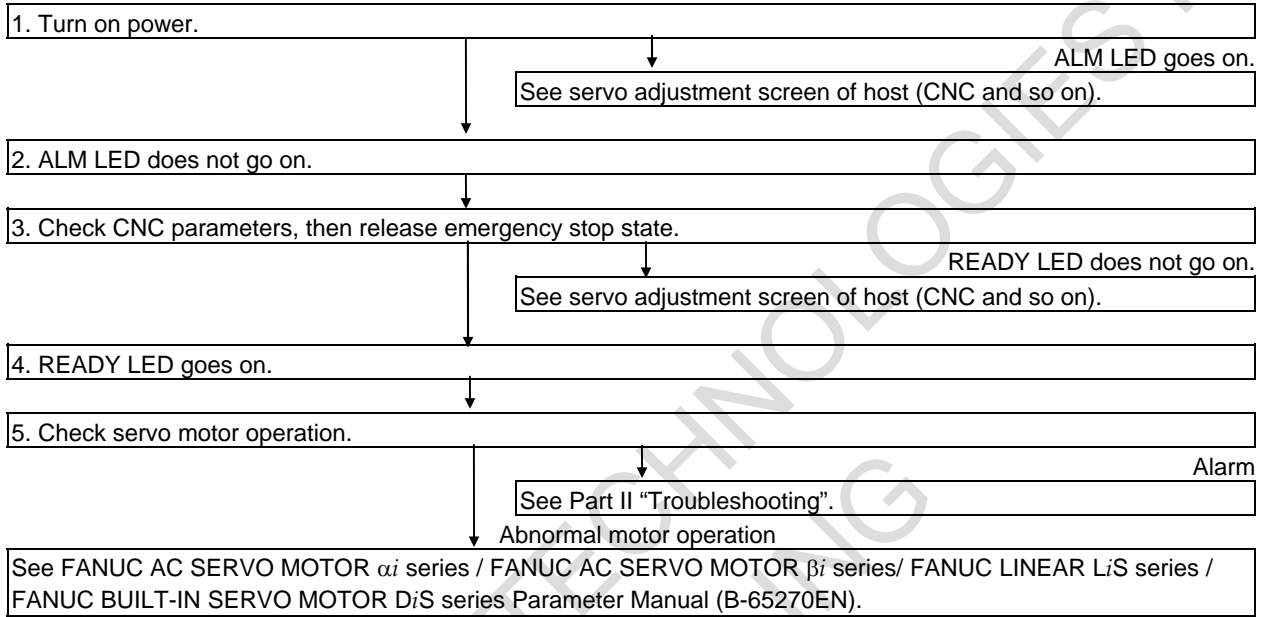 1. Turn on power.
ALM LED goes on.
See servo adjustment screen of host (CNC and so on).
2. ALM LED does not go on.
3. Check CNC parameters, then release emergency stop state.
READY LED does not go on.
See servo adjustment screen of host (CNC and so on).
4. READY LED goes on.
5. Check servo motor operation.
Alarm
See Part II “Troubleshooting”.
Abnormal motor operation
See FANUC AC SERVO MOTOR αi series / FANUC AC SERVO MOTOR βi series/ FANUC LINEAR LiS series /
FANUC BUILT-IN SERVO MOTOR DiS series Parameter Manual (B-65270EN).
TECHNOLOGIES